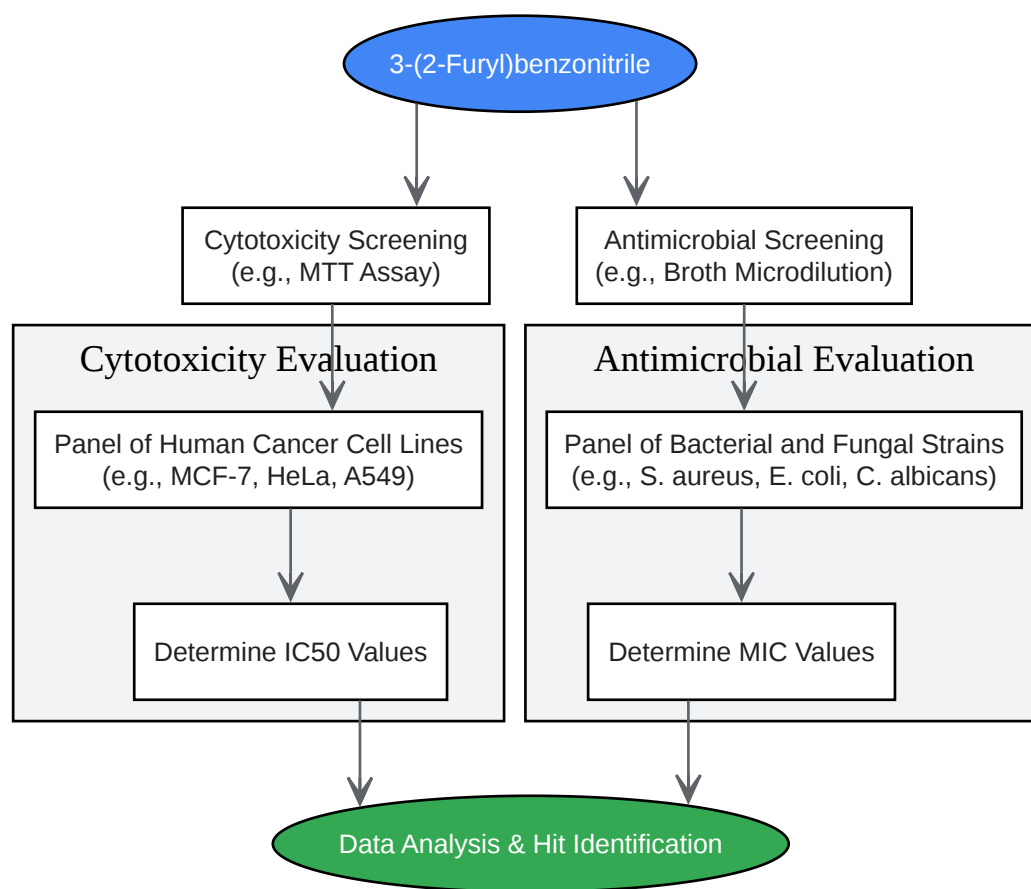 3-(2-Furyl)benzonitrile
Cytotoxicity Screening
(e.g., MTT Assay)
Antimicrobial Screening
(e.g., Broth Microdilution)
Cytotoxicity Evaluation
Antimicrobial Evaluation
Panel of Human Cancer Cell Lines
(e.g., MCF-7, HeLa, A549)
Panel of Bacterial and Fungal Strains
(e.g., S. aureus, E. coli, C. albicans)
Determine IC50 Values
Determine MIC Values
Data Analysis & Hit Identification